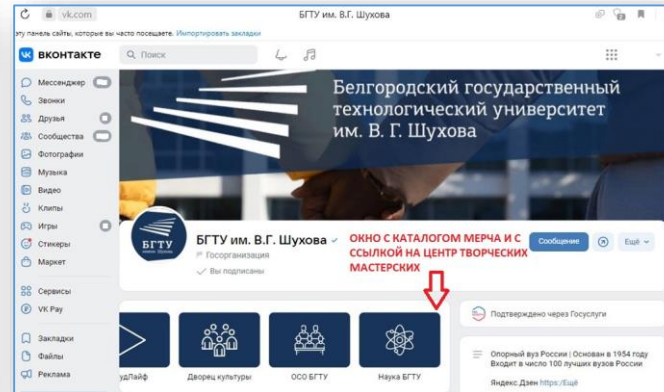 vk.com
БГТУ им. В.Г. Шухова
эту панель сайты, которые вы часто посещаете. Импортировать закладки
вконтакте
Поиск
Белгородский государственный
технологический университет
им. В. Г. Шухова
Мессенджер
Звонки
Друзья
Сообщества
Фотографии
Музыка
Видео
Клипы
Игры
Стикеры
Маркет
Сервисы
VK Pay
Закладки
Файлы
Реклама
БГТУ
БГТУ им. В.Г. Шухова
Госорганизация
Вы подписаны
ОКНО С КАТАЛОГОМ МЕРЧА И С
ССЫЛКОЙ НА ЦЕНТР ТВОРЧЕСКИХ
МАСТЕРСКИХ
Сообщение
Ещё
удЛайф
Дворец культуры
ОСО БГТУ
Наука БГТУ
Подтверждено через Госуслуги
Опорный вуз России | Основан в 1954 году
Входит в число 100 лучших вузов России
Яндекс Дзен https:/Ещё